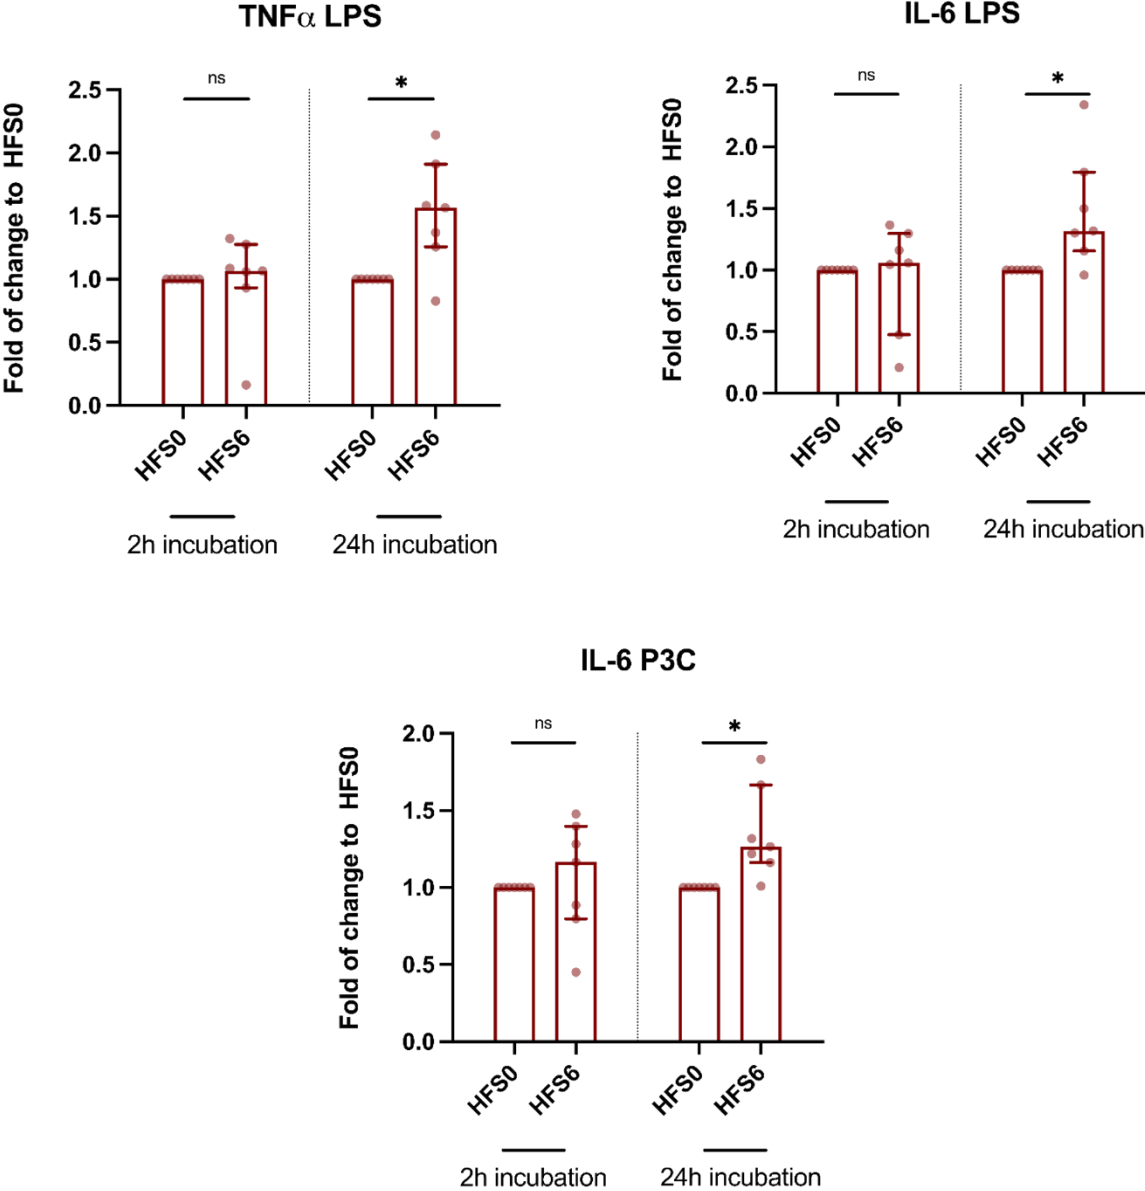 TNFα LPS
Fold of change to HFS0
2.5
2.0
1.5
1.0
0.5
0.0
ns
*
HFS0
HFS6
HFS0
HFS6
2h incubation
24h incubation
IL-6 LPS
Fold of change to HFS0
2.5
2.0
1.5
1.0
0.5
0.0
ns
*
HFS0
HFS6
HFS0
HFS6
2h incubation
24h incubation
IL-6 P3C
Fold of change to HFS0
2.0
1.5
1.0
0.5
0.0
ns
*
HFS0
HFS6
HFS0
HFS6
2h incubation
24h incubation